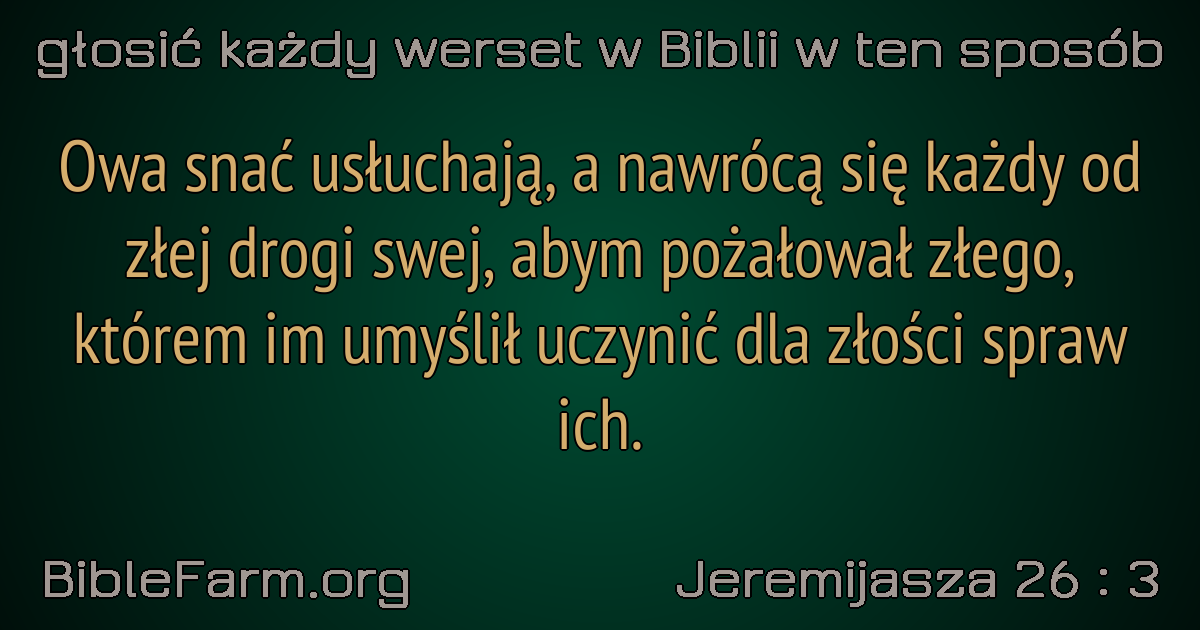 głosić każdy werset w Biblii w ten sposób
Owa snać usłuchają, a nawrócą się każdy od
złej drogi swej, abym pożałował złego,
którem im umyślił uczynić dla złości spraw
ich.
BibleFarm.org
Jeremijasza 26 : 3